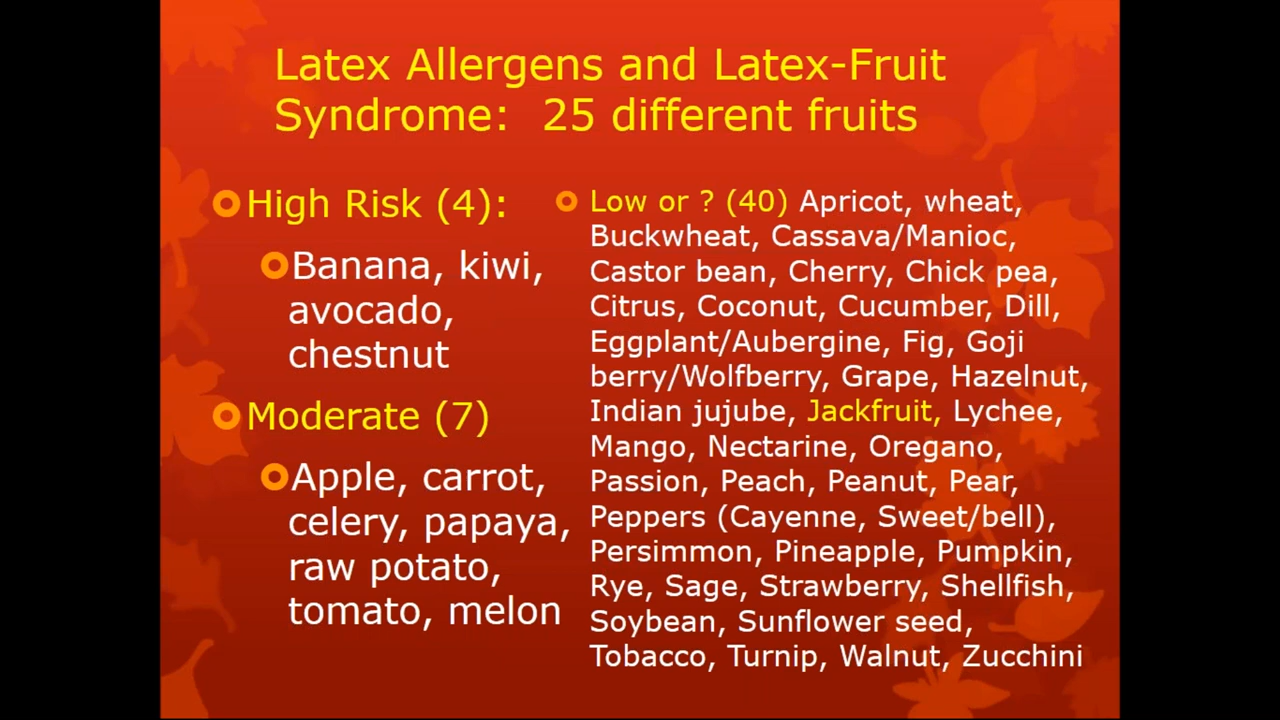 Latex Allergens and Latex-Fruit
Syndrome:  25 different fruits
High Risk (4):
Banana, kiwi,
avocado,
chestnut
Moderate (7)
Apple, carrot,
celery, papaya,
raw potato,
tomato, melon
Low or ? (40) Apricot, wheat,
Buckwheat, Cassava/Manioc,
Castor bean, Cherry, Chick pea,
Citrus, Coconut, Cucumber, Dill,
Eggplant/Aubergine, Fig, Goji
berry/Wolfberry, Grape, Hazelnut,
Indian jujube, Jackfruit, Lychee,
Mango, Nectarine, Oregano,
Passion, Peach, Peanut, Pear,
Peppers (Cayenne, Sweet/bell),
Persimmon, Pineapple, Pumpkin,
Rye, Sage, Strawberry, Shellfish,
Soybean, Sunflower seed,
Tobacco, Turnip, Walnut, Zucchini